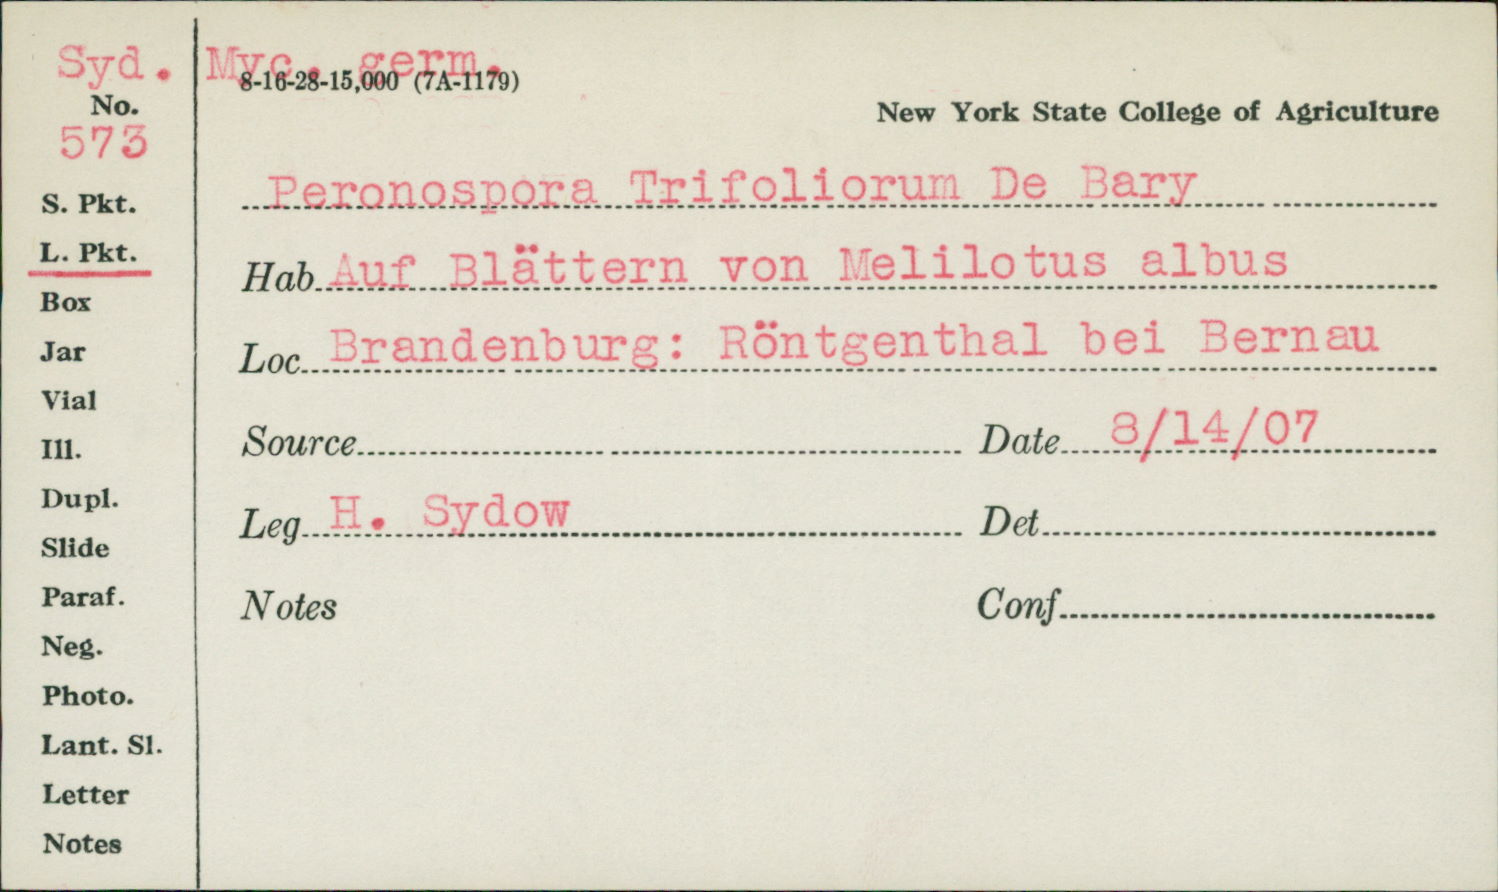 Syd. Myc. germ.
8-16-28-15,000 (7A-1179)
No.
573
New York State College of Agriculture
Peronospora Trifoliorum De Bary
Hab Auf Blättern von Melilotus albus
Loc Brandenburg: Röntgenthal bei Bernau
Source Date 8/14/07
Leg H. Sydow Det
Notes Conf
S. Pkt.
L. Pkt.
Box
Jar
Vial
Ill.
Dupl.
Slide
Paraf.
Neg.
Photo.
Lant. Sl.
Letter
Notes